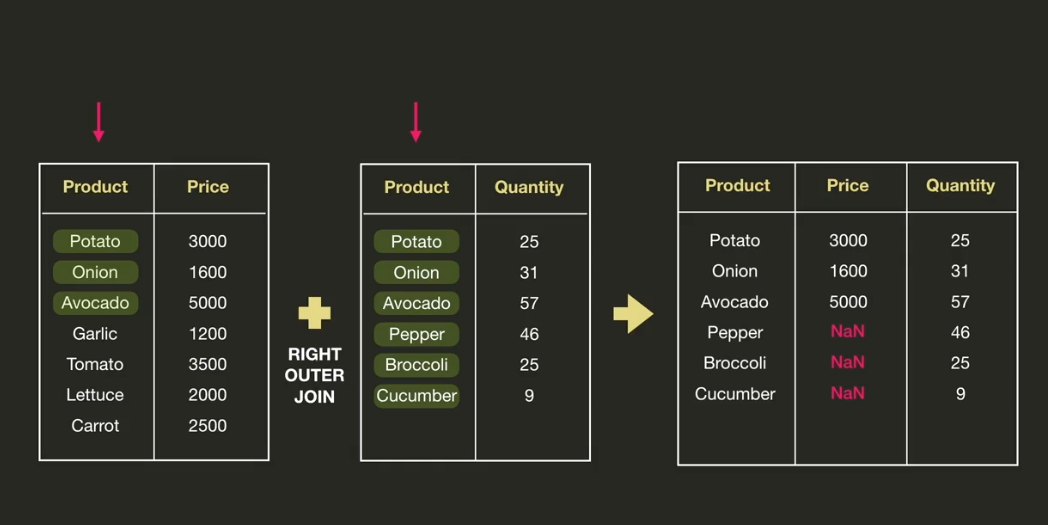 Product Price
Potato 3000
Onion 1600
Avocado 5000
Garlic 1200
Tomato 3500
Lettuce 2000
Carrot 2500
RIGHT
OUTER
JOIN
Product Quantity
Potato 25
Onion 31
Avocado 57
Pepper 46
Broccoli 25
Cucumber 9
Product Price Quantity
Potato 3000 25
Onion 1600 31
Avocado 5000 57
Pepper NaN 46
Broccoli NaN 25
Cucumber NaN 9